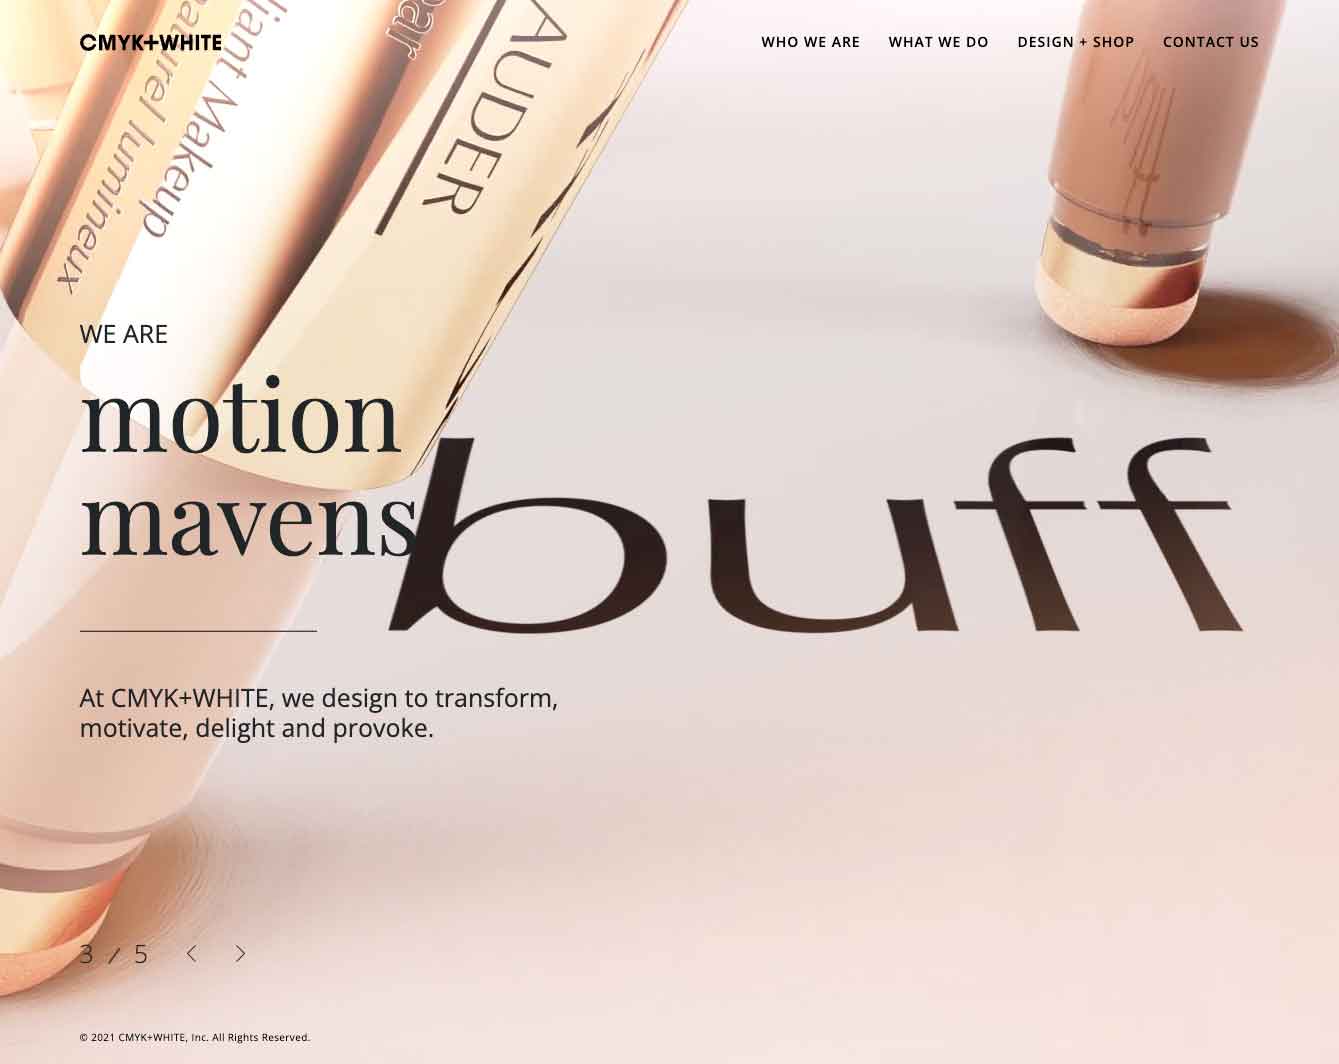 CMYK+WHITE
WHO WE ARE
WHAT WE DO
DESIGN + SHOP
CONTACT US
AUDER
liant Makeup
naturel lumineux
WE ARE
motion
mavens
buff
At CMYK+WHITE, we design to transform,
motivate, delight and provoke.
3 / 5
© 2021 CMYK+WHITE, Inc. All Rights Reserved.